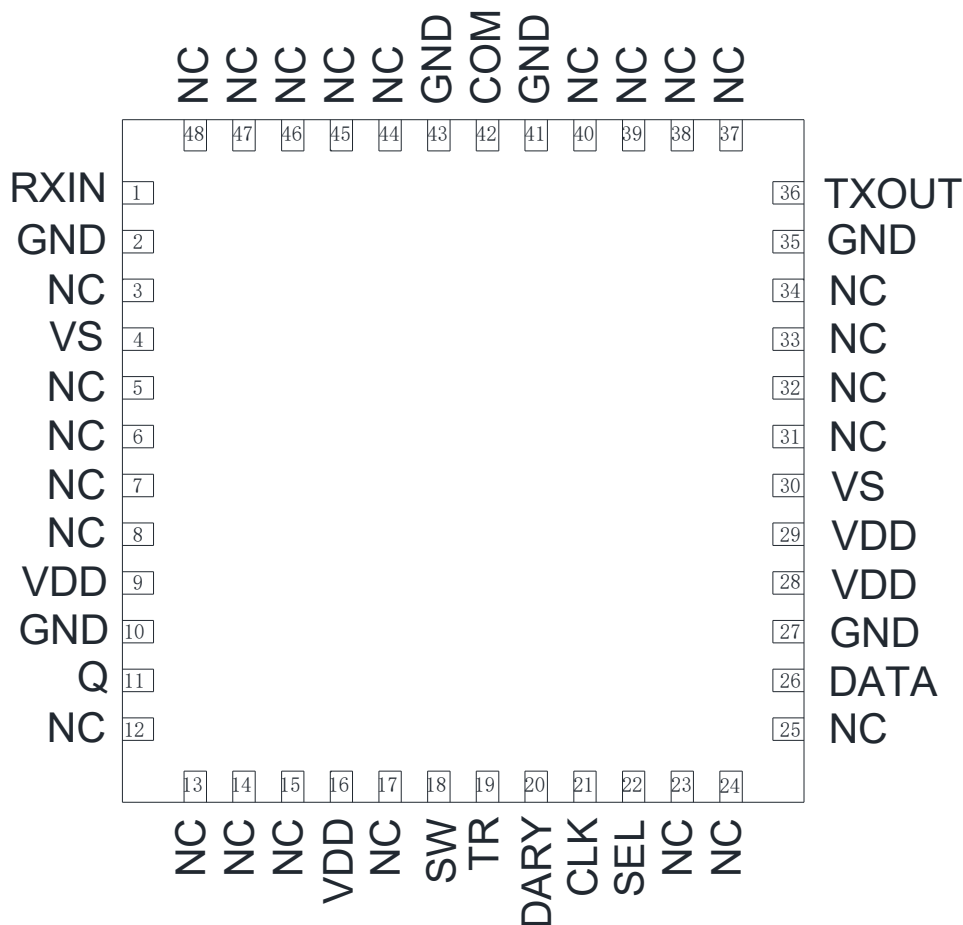 NC NC NC NC NC GND COM GND NC NC NC NC
48 47 46 45 44 43 42 41 40 39 38 37
RXIN 1 36 TXOUT
GND 2 35 GND
NC 3 34 NC
VS 4 33 NC
NC 5 32 NC
NC 6 31 NC
NC 7 30 VS
NC 8 29 VDD
VDD 9 28 VDD
GND 10 27 GND
Q 11 26 DATA
NC 12 25 NC
13 14 15 16 17 18 19 20 21 22 23 24
NC NC NC VDD NC SW TR DARY CLK SEL NC NC